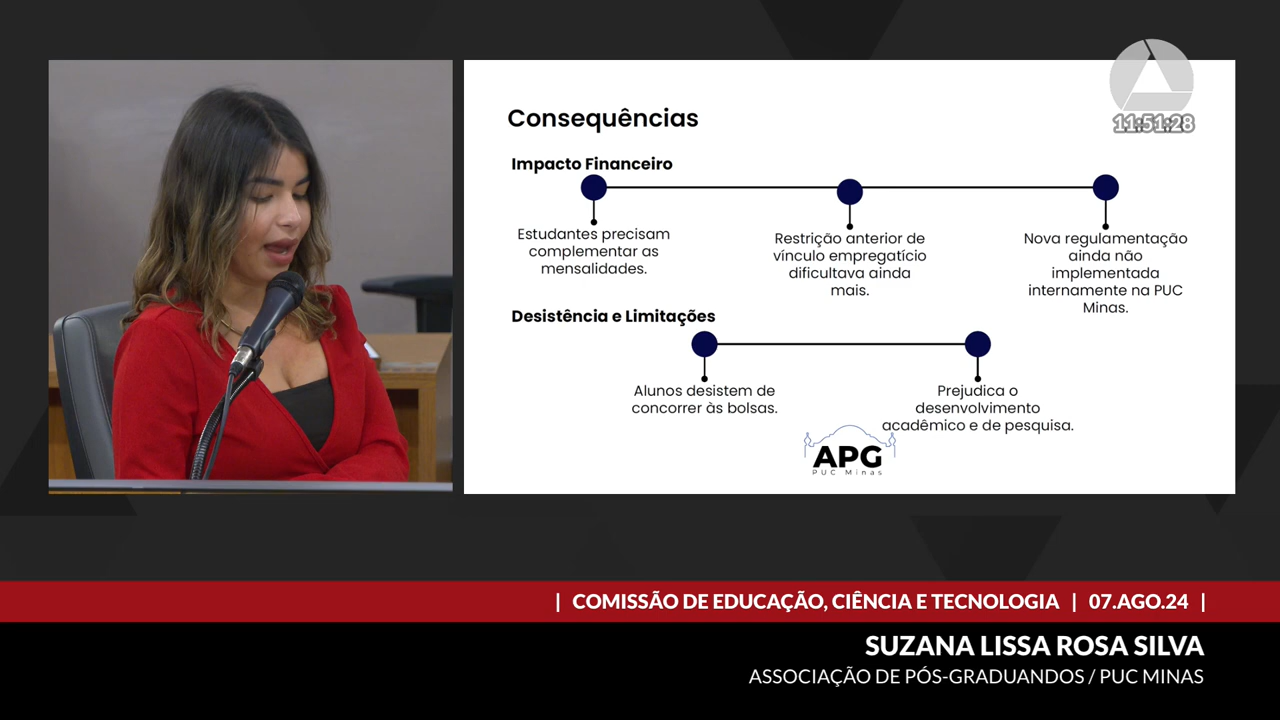 11:51:28
Consequências
Impacto Financeiro
Estudantes precisam
complementar as
mensalidades.
Restrição anterior de
vínculo empregatício
dificultava ainda
mais.
Nova regulamentação
ainda não
implementada
internamente na PUC
Minas.
Desistência e Limitações
Alunos desistem de
concorrer às bolsas.
Prejudica o
desenvolvimento
acadêmico e de pesquisa.
APG
PUC Minas
| COMISSÃO DE EDUCAÇÃO, CIÊNCIA E TECNOLOGIA | 07.AGO.24 |
SUZANA LISSA ROSA SILVA
ASSOCIAÇÃO DE PÓS-GRADUANDOS / PUC MINAS